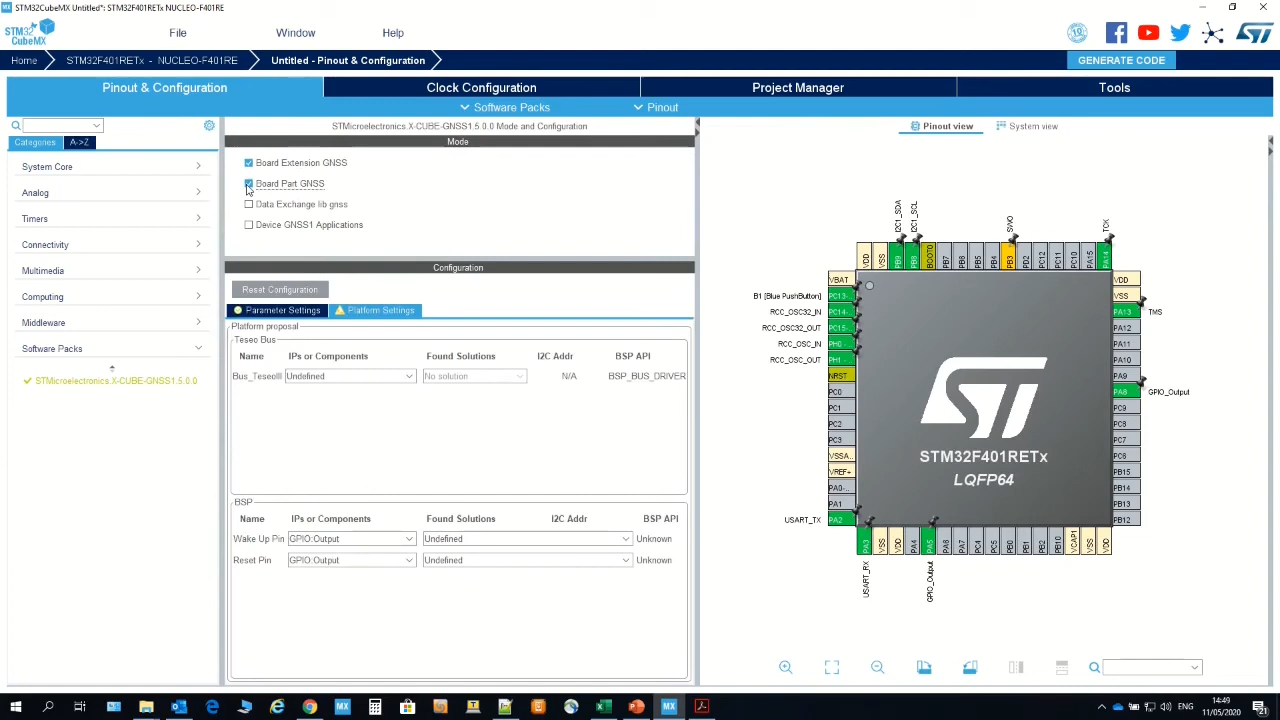 MX STM32CubeMX Untitled*: STM32F401RETx NUCLEO-F401RE
STM32 CubeMX
File Window Help
Home STM32F401RETx - NUCLEO-F401RE Untitled - Pinout & Configuration GENERATE CODE
Pinout & Configuration Clock Configuration Project Manager Tools
Software Packs Pinout
STMicroelectronics.X-CUBE-GNSS1.5.0.0 Mode and Configuration
Mode
Categories A->Z
System Core
Analog
Timers
Connectivity
Multimedia
Computing
Middleware
Software Packs
STMicroelectronics.X-CUBE-GNSS1.5.0.0
Board Extension GNSS
Board Part GNSS
Data Exchange lib gnss
Device GNSS1 Applications
Configuration
Reset Configuration
Parameter Settings Platform Settings
Platform proposal
Teseo Bus
Name IPs or Components Found Solutions I2C Addr BSP API
Bus_TeseoIII Undefined No solution N/A BSP_BUS_DRIVER
BSP
Name IPs or Components Found Solutions I2C Addr BSP API
Wake Up Pin GPIO:Output Undefined Unknown
Reset Pin GPIO:Output Undefined Unknown
Pinout view System view
I2C1_SDA I2C1_SCL SWO TCK
VDD VSS PB9 PB8 BOOT0 PB7 PB6 PB5 PB4 PB3 PD2 PC12 PC11 PC10 PA15 PA14
VBAT VDD
B1 [Blue PushButton] PC13-.. VSS
RCC_OSC32_IN PC14-.. PA13 TMS
RCC_OSC32_OUT PC15-.. PA12
RCC_OSC_IN PH0 -.. PA11
RCC_OSC_OUT PH1 -.. PA10
NRST PA9
PC0 PA8 GPIO_Output
PC1 PC9
PC2 PC8
PC3 PC7
VSSA.. PC6
VREF+ PB15
PA0-.. PB14
PA1 PB13
USART_TX PA2 PB12
ST
STM32F401RETx
LQFP64
PA3 VSS VDD PA4 PA5 PA6 PA7 PC4 PC5 PB0 PB1 PB2 PB10 VCAP1 VSS VDD
USART_RX GPIO_Output
14:49
11/05/2020
21